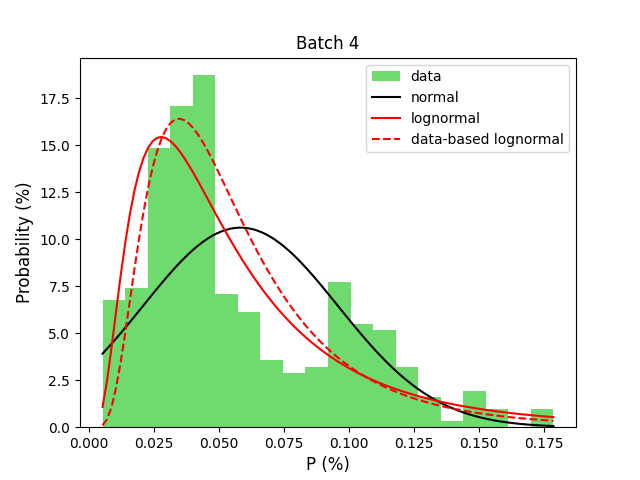 Batch 4
data
normal
lognormal
data-based lognormal
Probability (%)
17.5
15.0
12.5
10.0
7.5
5.0
2.5
0.0
0.000
0.025
0.050
0.075
0.100
0.125
0.150
0.175
P (%)